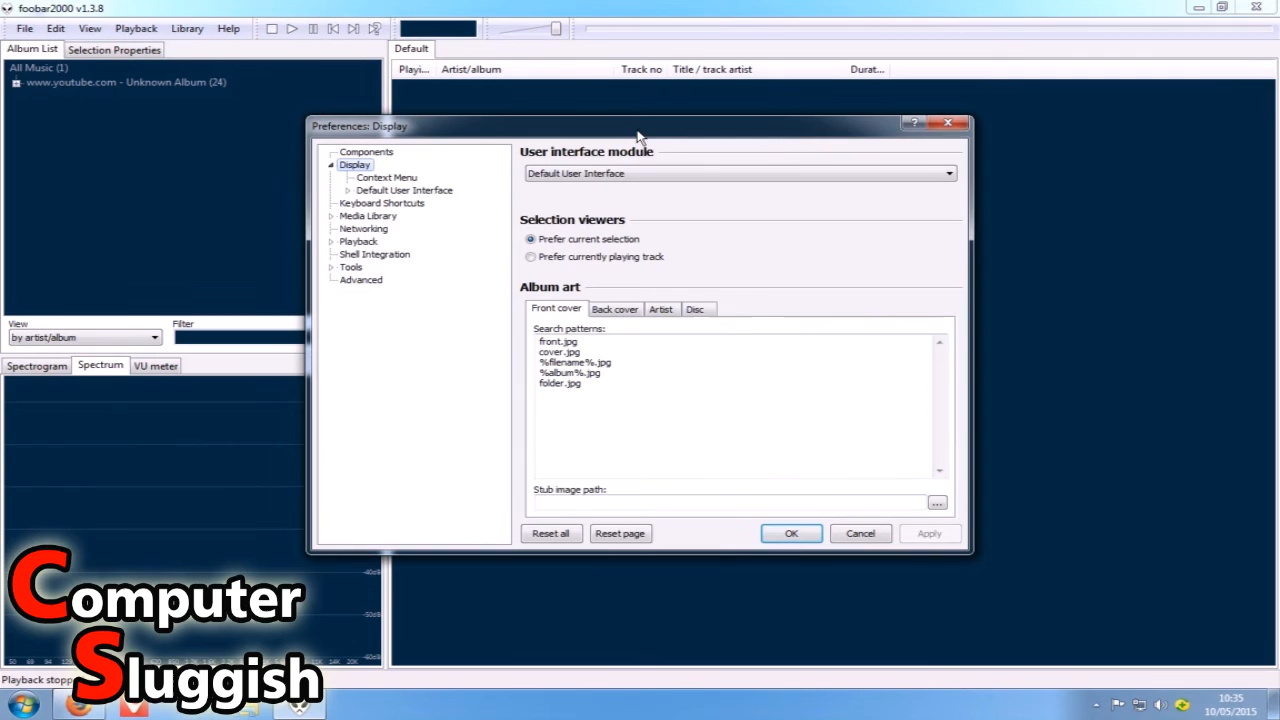 foobar2000 v1.3.8
File Edit View Playback Library Help
Album List Selection Properties
All Music (1)
www.youtube.com - Unknown Album (24)
Default
Playi... Artist/album Track no Title / track artist Durat...
Preferences: Display
Components
Display
Context Menu
Default User Interface
Keyboard Shortcuts
Media Library
Networking
Playback
Shell Integration
Tools
Advanced
User interface module
Default User Interface
Selection viewers
Prefer current selection
Prefer currently playing track
Album art
Front cover Back cover Artist Disc
Search patterns:
front.jpg
cover.jpg
%filename%.jpg
%album%.jpg
folder.jpg
Stub image path:
...
Reset all Reset page OK Cancel Apply
View Filter
by artist/album
Spectrogram Spectrum VU meter
Computer
Sluggish
Playback stopp
10:35
10/05/2015